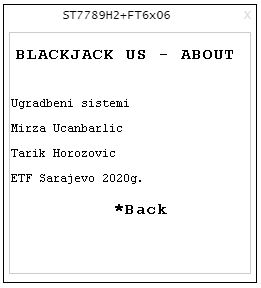 ST7789H2+FT6x06 x
BLACKJACK US - ABOUT
Ugradbeni sistemi
Mirza Ucanbarlic
Tarik Horozovic
ETF Sarajevo 2020g.
*Back